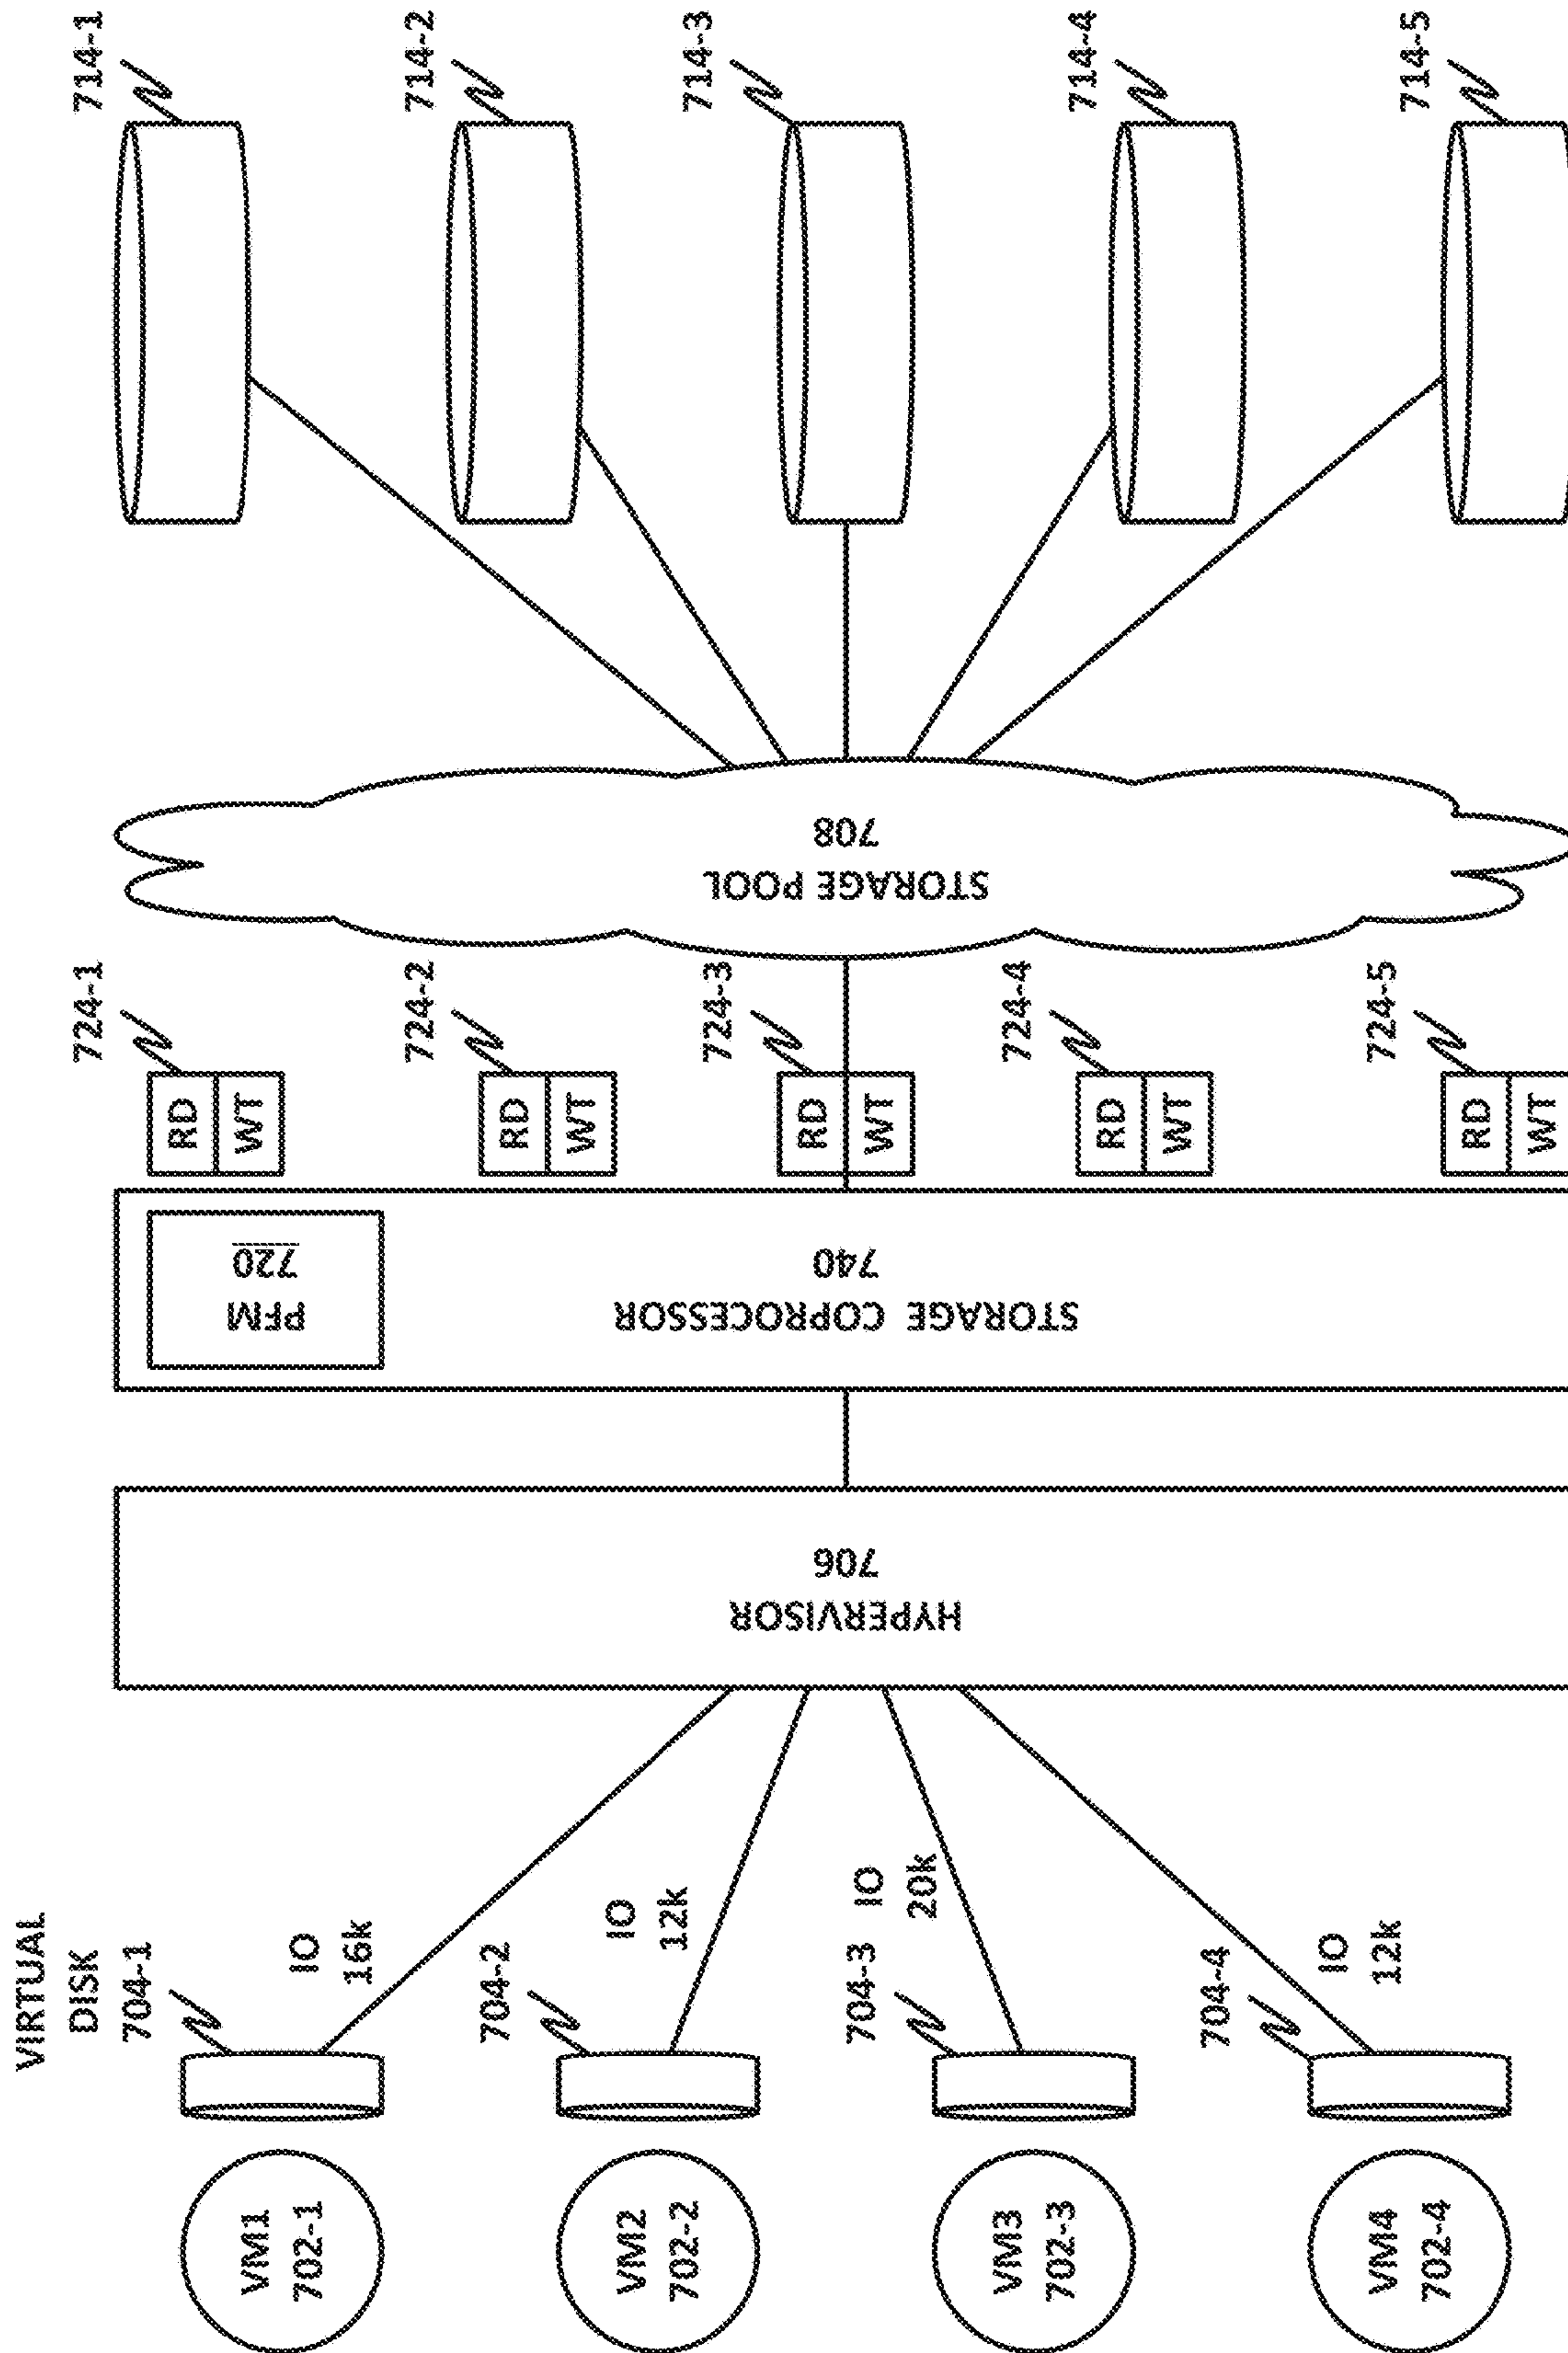 VIRTUAL
DISK
704-1
VM1
702-1
IO
16k
704-2
VM2
702-2
IO
12k
704-3
VM3
702-3
IO
20k
704-4
VM4
702-4
IO
12k
HYPERVISOR
706
PFM
720
STORAGE COPROCESSOR
740
724-1
RD
WT
724-2
RD
WT
724-3
RD
WT
724-4
RD
WT
724-5
RD
WT
STORAGE POOL
708
714-1
714-2
714-3
714-4
714-5